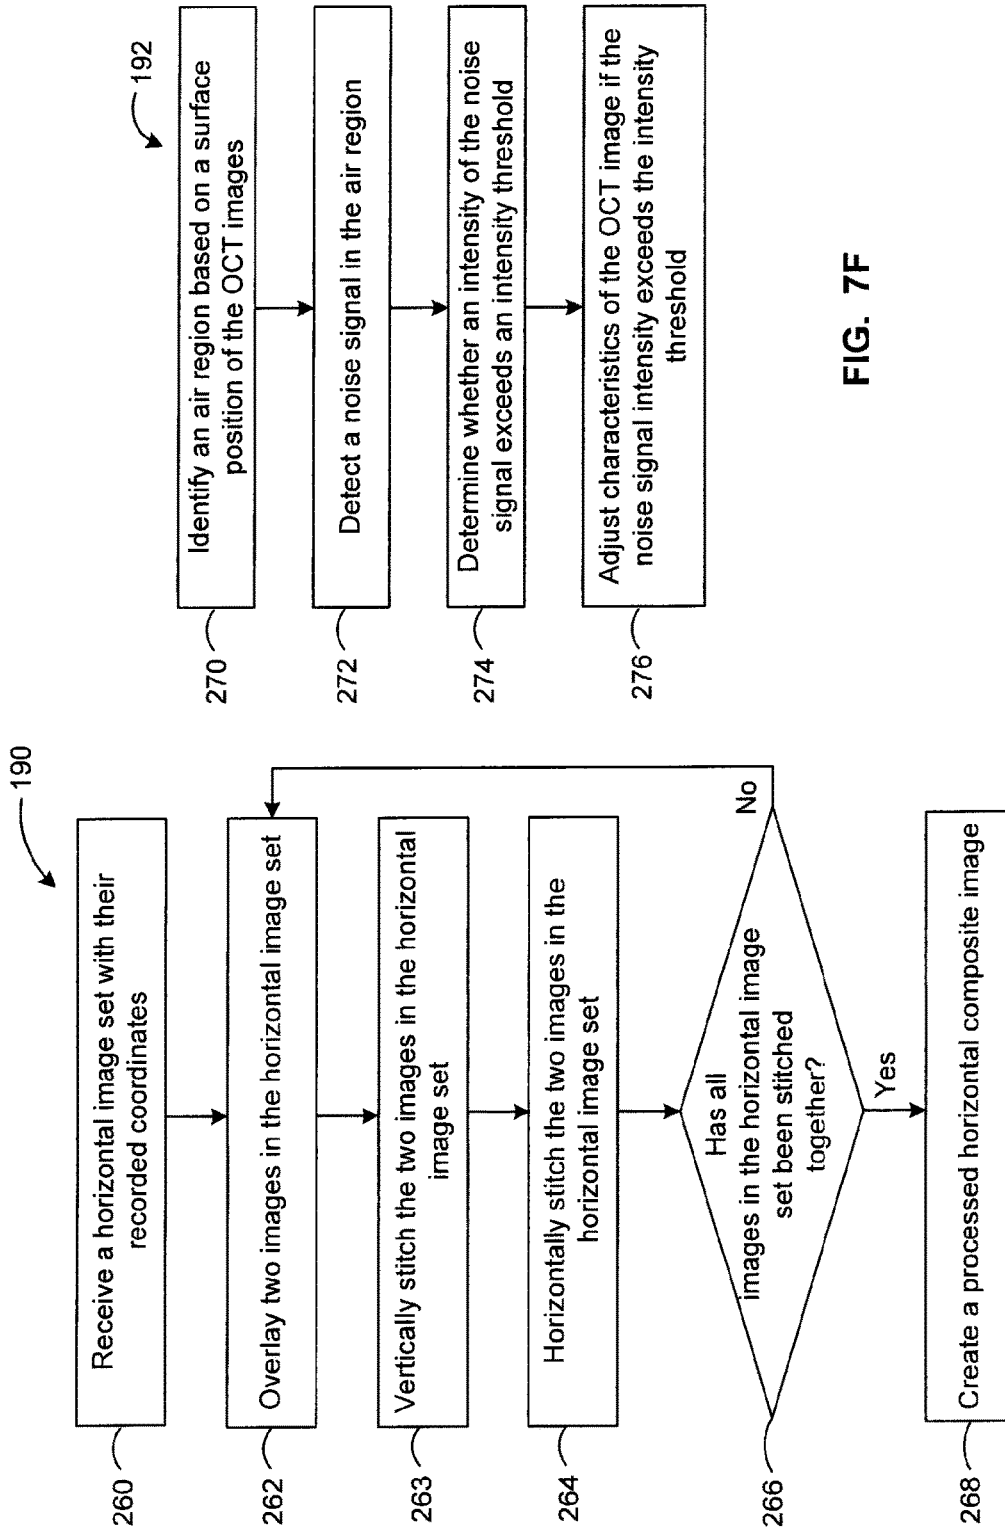 190
260
Receive a horizontal image set with their
recorded coordinates
262
Overlay two images in the horizontal image set
263
Vertically stitch the two images in the horizontal
image set
264
Horizontally stitch the two images in the
horizontal image set
266
Has all
images in the horizontal image
set been stitched
together?
No
Yes
268
Create a processed horizontal composite image
192
270
Identify an air region based on a surface
position of the OCT images
272
Detect a noise signal in the air region
274
Determine whether an intensity of the noise
signal exceeds an intensity threshold
276
Adjust characteristics of the OCT image if the
noise signal intensity exceeds the intensity
threshold
FIG. 7F